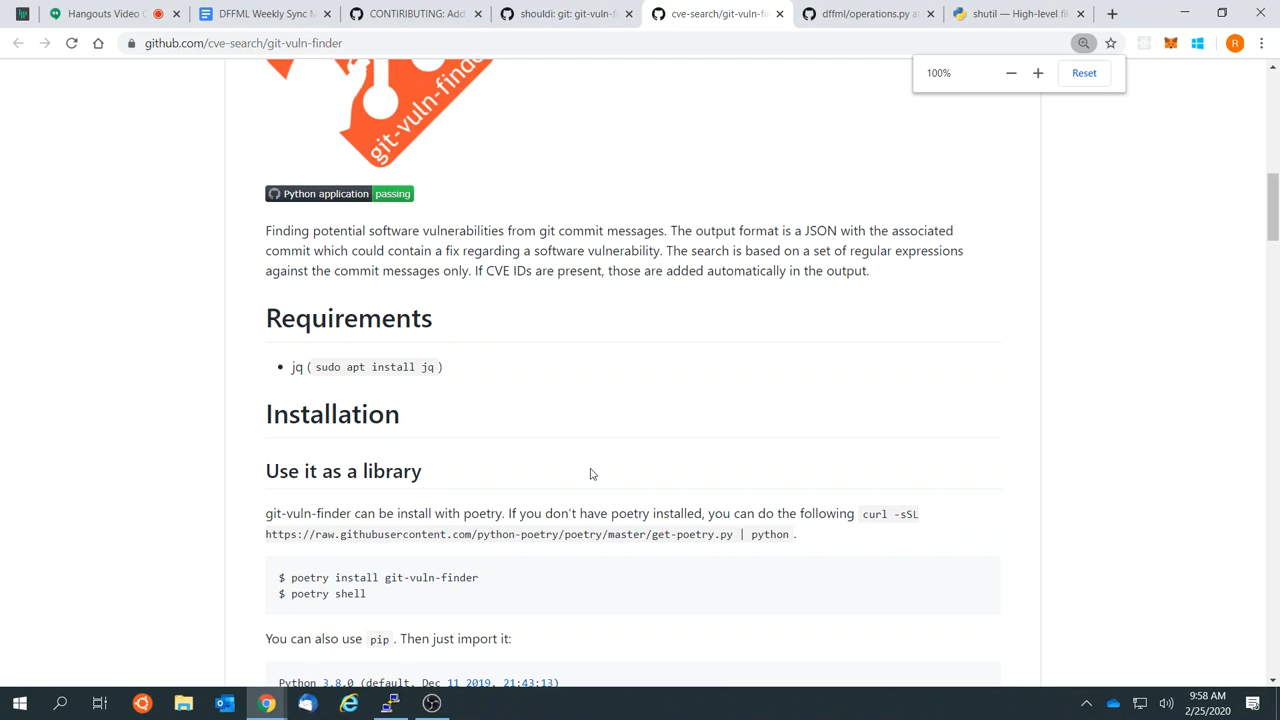 Hangouts Video C
DFFML Weekly Sync M
CONTIRIBUTING: Add
shouldi: git: git-vuln-f
cve-search/git-vuln-fin
dffml/operations.py a
shutil — High-level fi
github.com/cve-search/git-vuln-finder
R
100%
Reset
git-vuln-finde
Python application passing
Finding potential software vulnerabilities from git commit messages. The output format is a JSON with the associated
commit which could contain a fix regarding a software vulnerability. The search is based on a set of regular expressions
against the commit messages only. If CVE IDs are present, those are added automatically in the output.
Requirements
jq ( sudo apt install jq )
Installation
Use it as a library
git-vuln-finder can be install with poetry. If you don't have poetry installed, you can do the following curl -sSL
https://raw.githubusercontent.com/python-poetry/poetry/master/get-poetry.py | python .
$ poetry install git-vuln-finder
$ poetry shell
You can also use pip . Then just import it:
Python 3.8.0 (default, Dec 11 2019, 21:43:13)
9:58 AM
2/25/2020